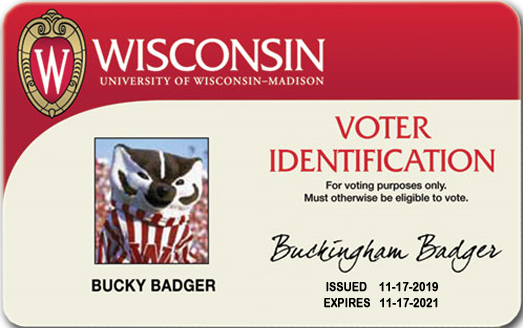 W
WISCONSIN
UNIVERSITY OF WISCONSIN–MADISON
VOTER
IDENTIFICATION
For voting purposes only.
Must otherwise be eligible to vote.
W
Buckingham Badger
BUCKY BADGER
ISSUED 11-17-2019
EXPIRES 11-17-2021